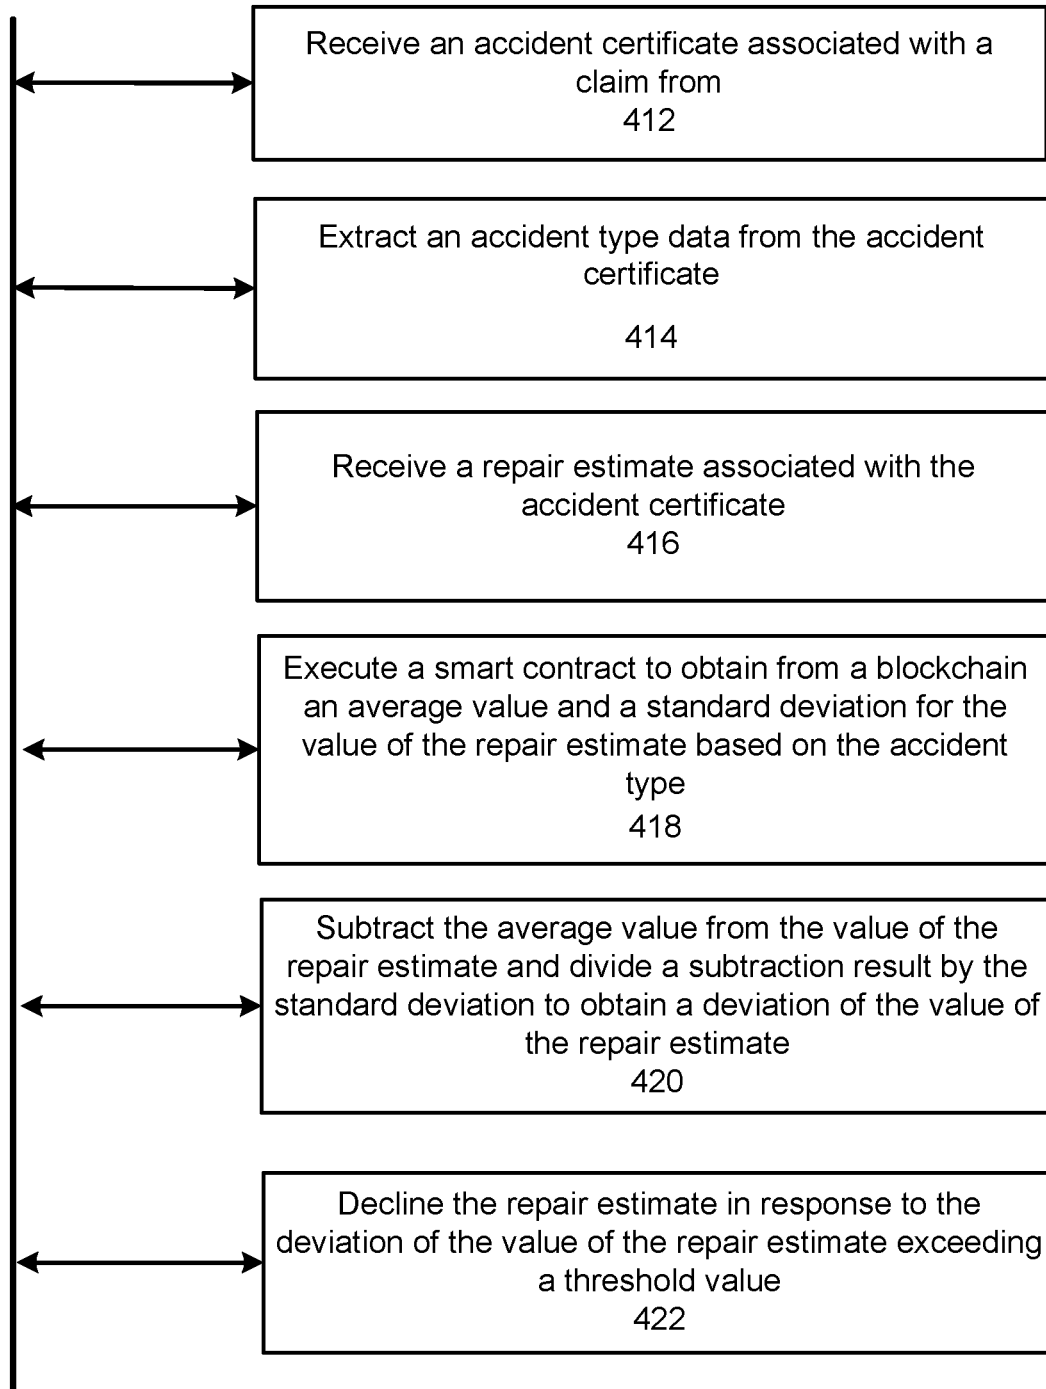 Receive an accident certificate associated with a
claim from
412
Extract an accident type data from the accident
certificate
414
Receive a repair estimate associated with the
accident certificate
416
Execute a smart contract to obtain from a blockchain
an average value and a standard deviation for the
value of the repair estimate based on the accident
type
418
Subtract the average value from the value of the
repair estimate and divide a subtraction result by the
standard deviation to obtain a deviation of the value of
the repair estimate
420
Decline the repair estimate in response to the
deviation of the value of the repair estimate exceeding
a threshold value
422